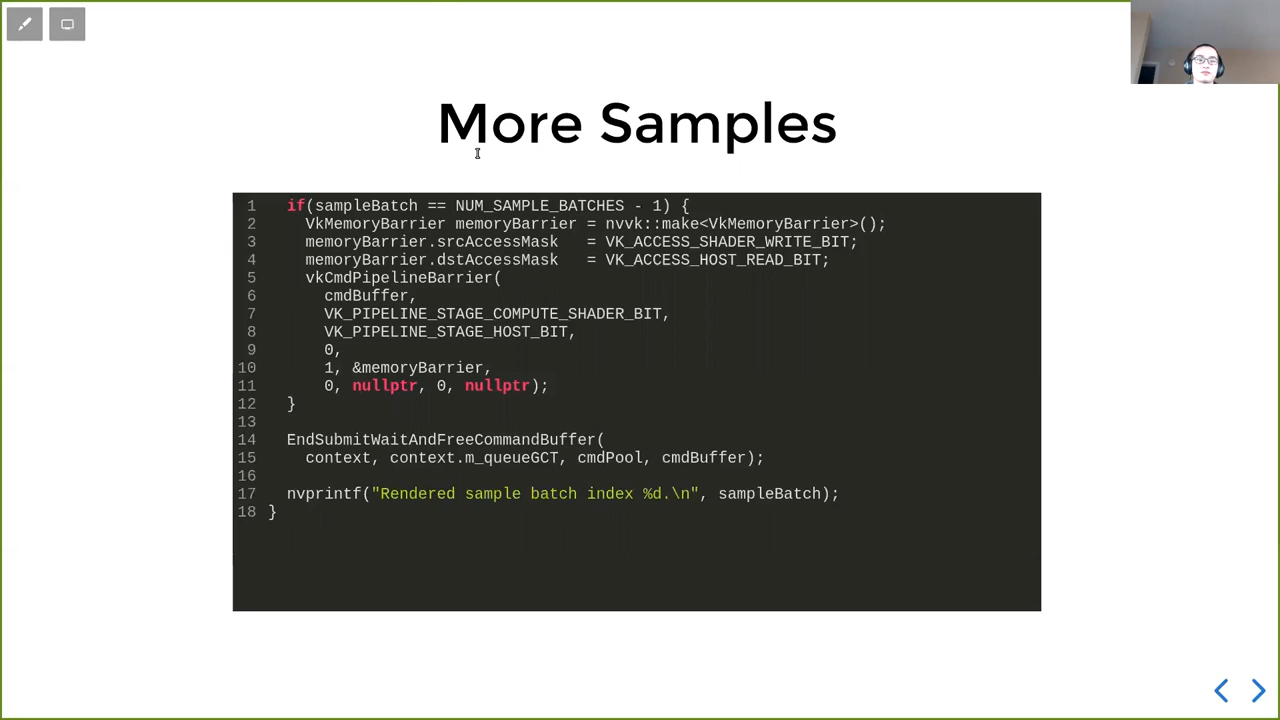 More Samples
1 if(sampleBatch == NUM_SAMPLE_BATCHES - 1) {
2 VkMemoryBarrier memoryBarrier = nvvk::make<VkMemoryBarrier>();
3 memoryBarrier.srcAccessMask = VK_ACCESS_SHADER_WRITE_BIT;
4 memoryBarrier.dstAccessMask = VK_ACCESS_HOST_READ_BIT;
5 vkCmdPipelineBarrier(
6 cmdBuffer,
7 VK_PIPELINE_STAGE_COMPUTE_SHADER_BIT,
8 VK_PIPELINE_STAGE_HOST_BIT,
9 0,
10 1, &memoryBarrier,
11 0, nullptr, 0, nullptr);
12 }
13
14 EndSubmitWaitAndFreeCommandBuffer(
15 context, context.m_queueGCT, cmdPool, cmdBuffer);
16
17 nvprintf("Rendered sample batch index %d.\n", sampleBatch);
18 }